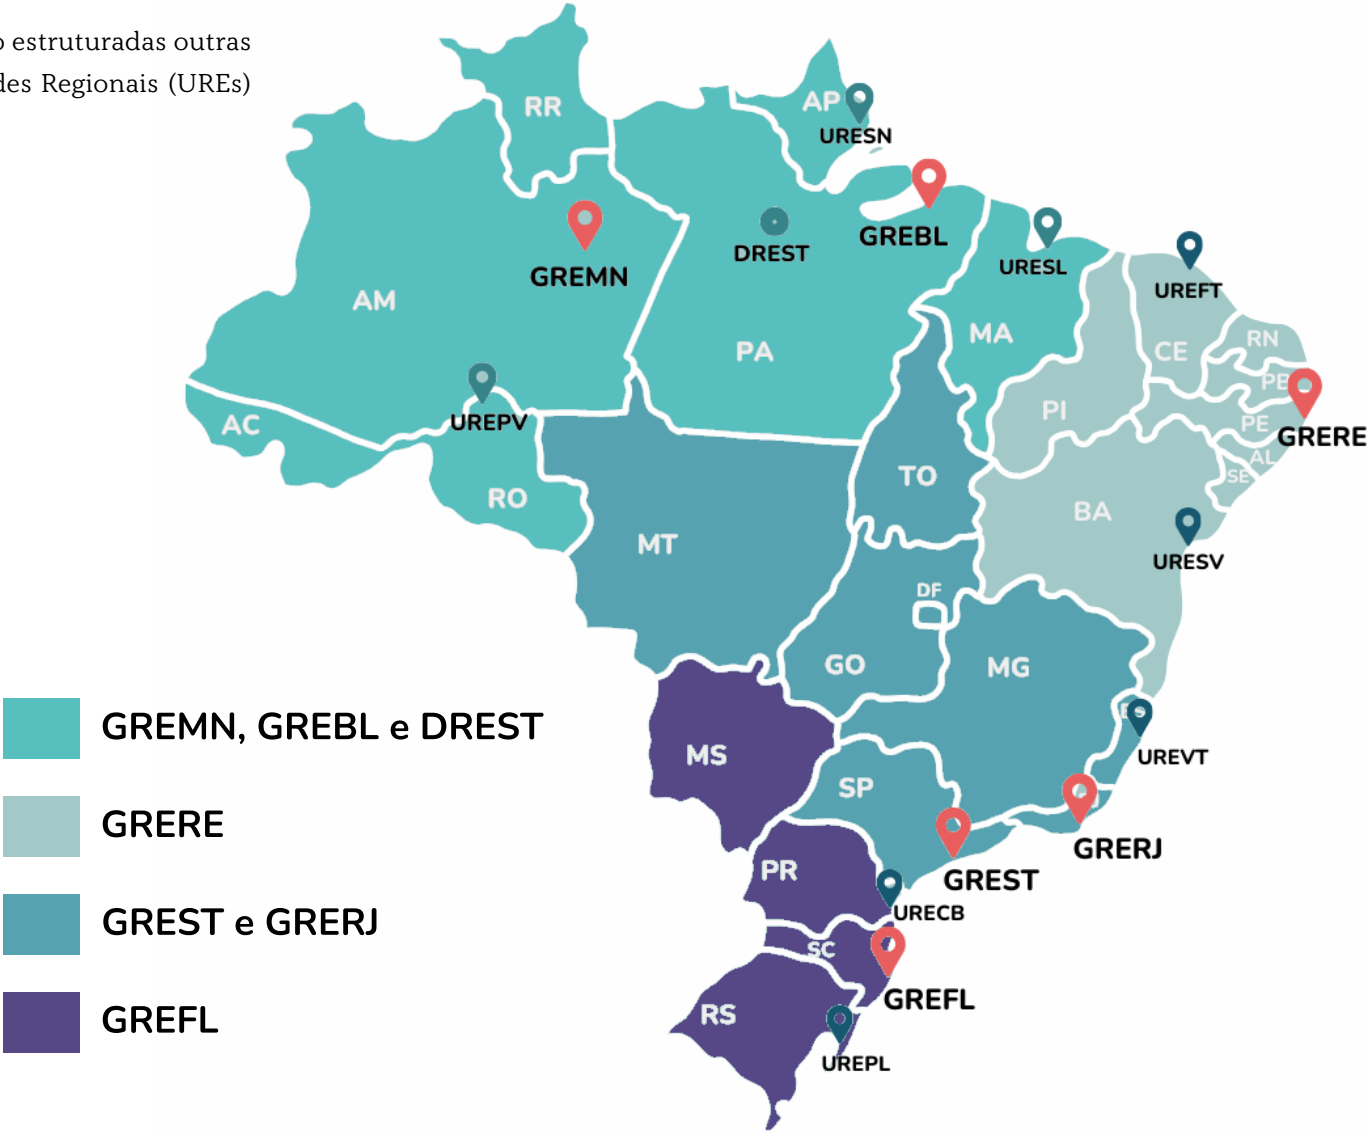 o estruturadas outras
des Regionais (UREs)
RR
AP
URESN
GREBL
DREST
GREMN
URESL
UREFT
AM
PA
MA
CE
RN
PB
PI
PE
GRERE
AC
UREPV
AL
SE
TO
RO
BA
MT
URESV
DF
GO
MG
ES
UREVT
GREMN, GREBL e DREST
MS
SP
GRERJ
GRERE
PR
GREST
URECB
GREST e GRERJ
SC
GREFL
RS
GREFL
UREPL